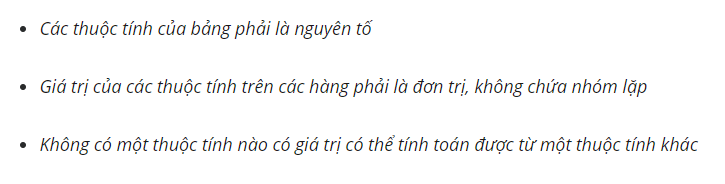 Các thuộc tính của bảng phải là nguyên tố
Giá trị của các thuộc tính trên các hàng phải là đơn trị, không chứa nhóm lặp
Không có một thuộc tính nào có giá trị có thể tính toán được từ một thuộc tính khác